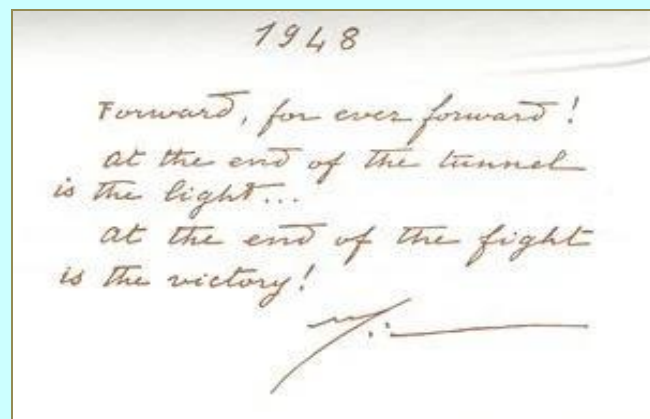 1948
Forward, for ever forward!
at the end of the tunnel
is the light...
at the end of the fight
is the victory!